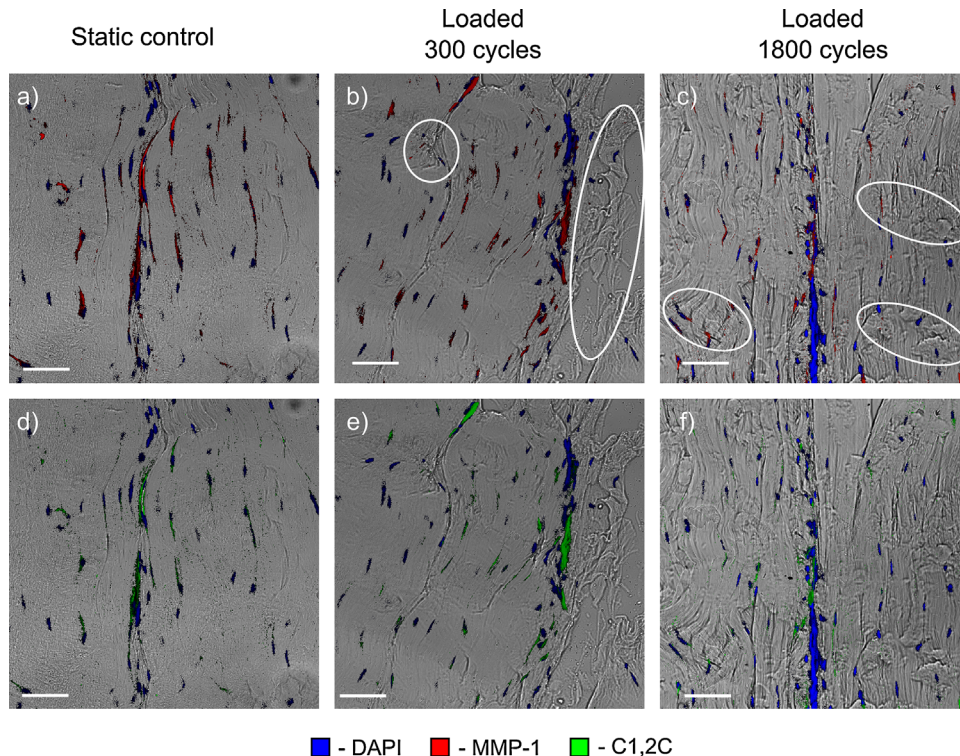 Static control
Loaded
300 cycles
Loaded
1800 cycles
a)
b)
c)
d)
e)
f)
- DAPI
- MMP-1
- C1,2C